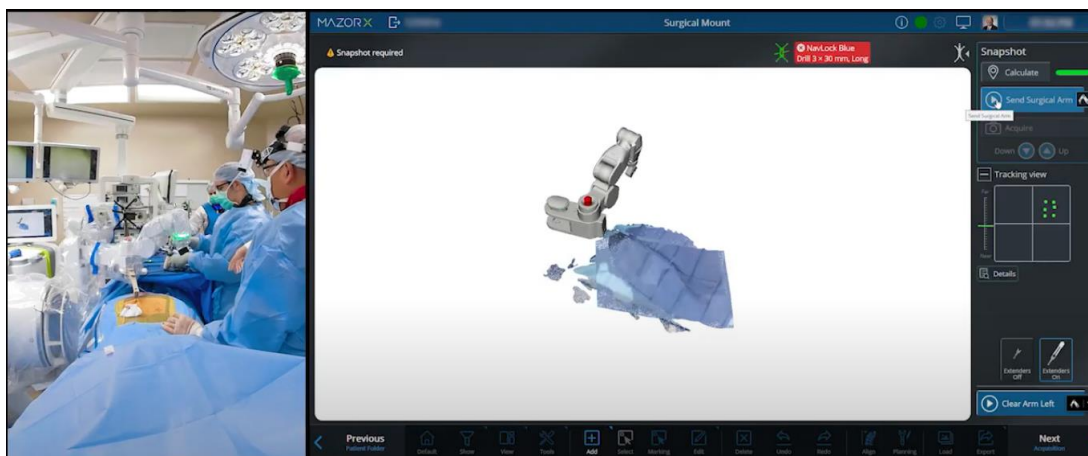 MAZOR X
Surgical Mount
Snapshot required
NavLock Blue
Drill 3 × 30 mm, Long
Snapshot
Calculate
Send Surgical Arm
Send Surgical Arm
Acquire
Down
Up
Tracking view
Far
Near
Details
Extenders
Off
Extenders
On
Clear Arm Left
Previous
Patient Folder
Default
Show
View
Tools
Add
Select
Marking
Edit
Delete
Undo
Redo
Align
Planning
Load
Export
Next
Acquisition